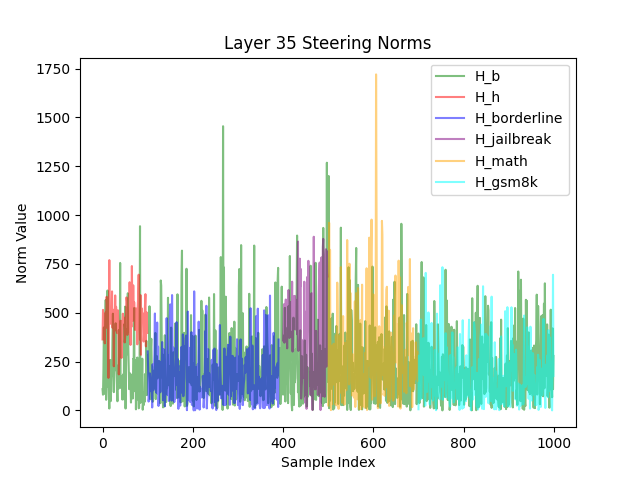 Layer 35 Steering Norms
Norm Value
1750
1500
1250
1000
750
500
250
0
0 200 400 600 800 1000
Sample Index
H_b
H_h
H_borderline
H_jailbreak
H_math
H_gsm8k